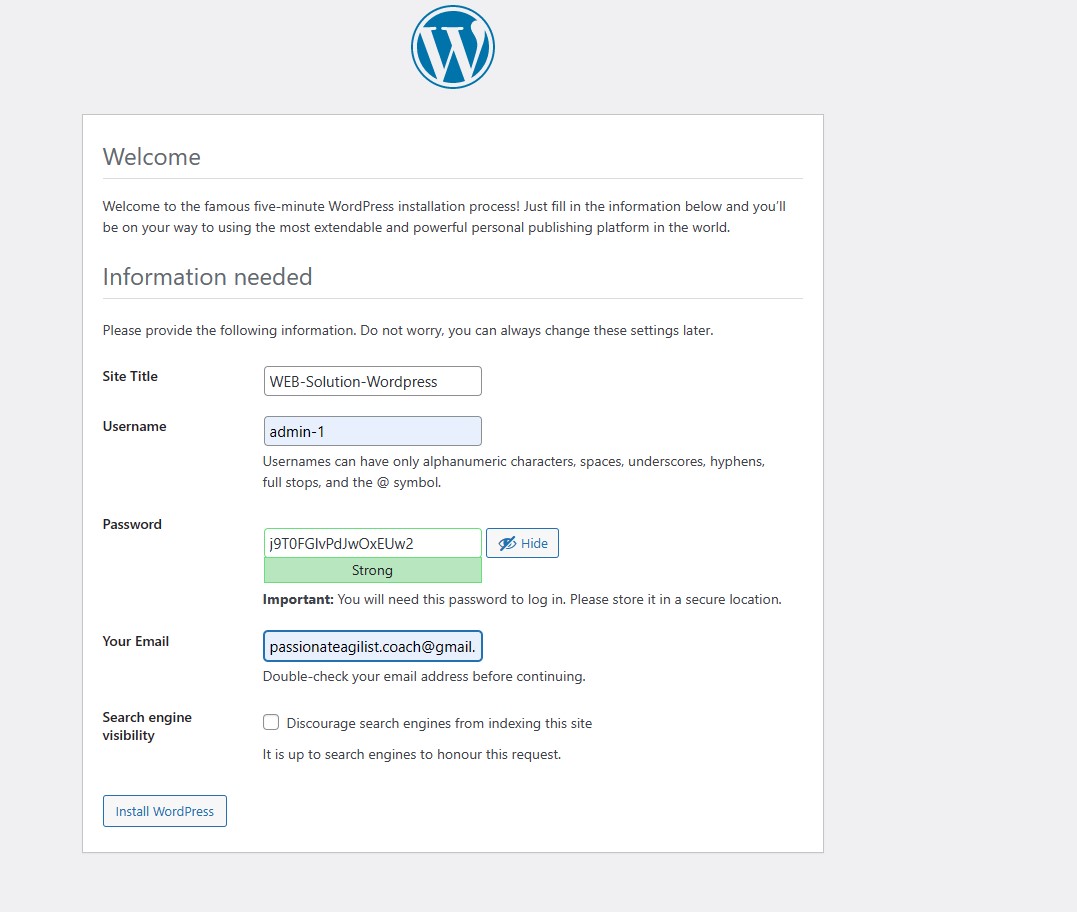 Welcome
Welcome to the famous five-minute WordPress installation process! Just fill in the information below and you'll
be on your way to using the most extendable and powerful personal publishing platform in the world.
Information needed
Please provide the following information. Do not worry, you can always change these settings later.
Site Title
WEB-Solution-Wordpress
Username
admin-1
Usernames can have only alphanumeric characters, spaces, underscores, hyphens,
full stops, and the @ symbol.
Password
j9T0FGIvPdJwOxEUw2
Hide
Strong
Important: You will need this password to log in. Please store it in a secure location.
Your Email
passionateagilist.coach@gmail.
Double-check your email address before continuing.
Search engine
visibility
Discourage search engines from indexing this site
It is up to search engines to honour this request.
Install WordPress